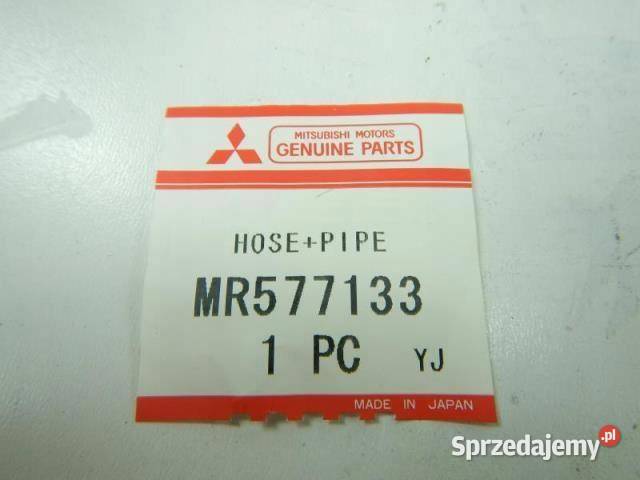 MITSUBISHI MOTORS
GENUINE PARTS
HOSE+PIPE
MR577133
1 PC YJ
MADE IN JAPAN
Sprzedajemy.pl